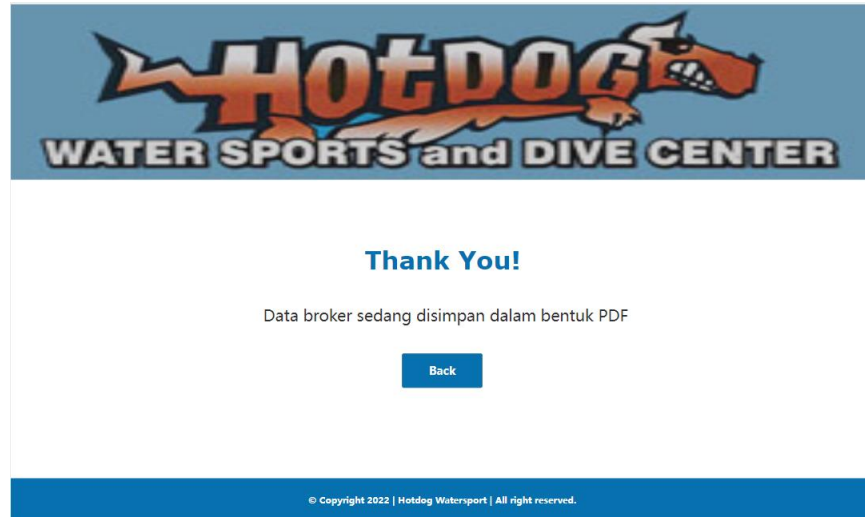 HOTDOG
WATER SPORTS and DIVE CENTER
Thank You!
Data broker sedang disimpan dalam bentuk PDF
Back
© Copyright 2022 | Hotdog Watersport | All right reserved.